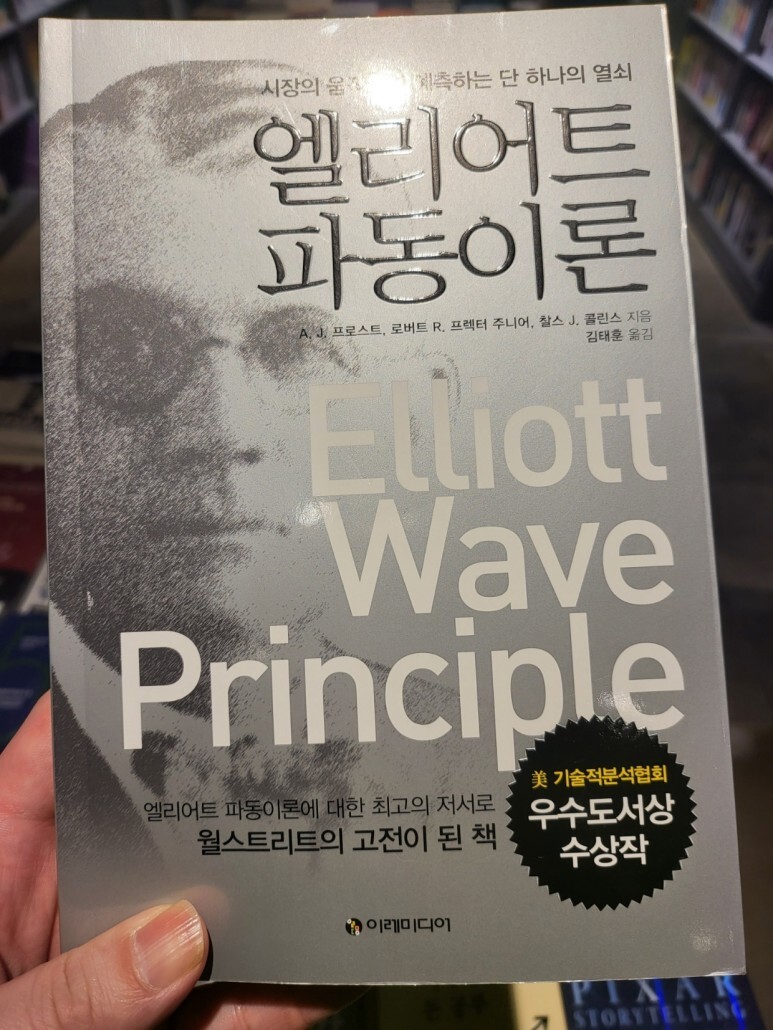 시장의 움직임을 예측하는 단 하나의 열쇠
엘리어트
파동이론
A. J. 프로스트, 로버트 R. 프렉터 주니어, 찰스 J. 콜린스 지음
김태훈 옮김
Elliott
Wave
Principle
美 기술적분석협회
우수도서상
수상작
엘리어트 파동이론에 대한 최고의 저서로
월스트리트의 고전이 된 책
이레미디어
PIXAR
STORYTELLING